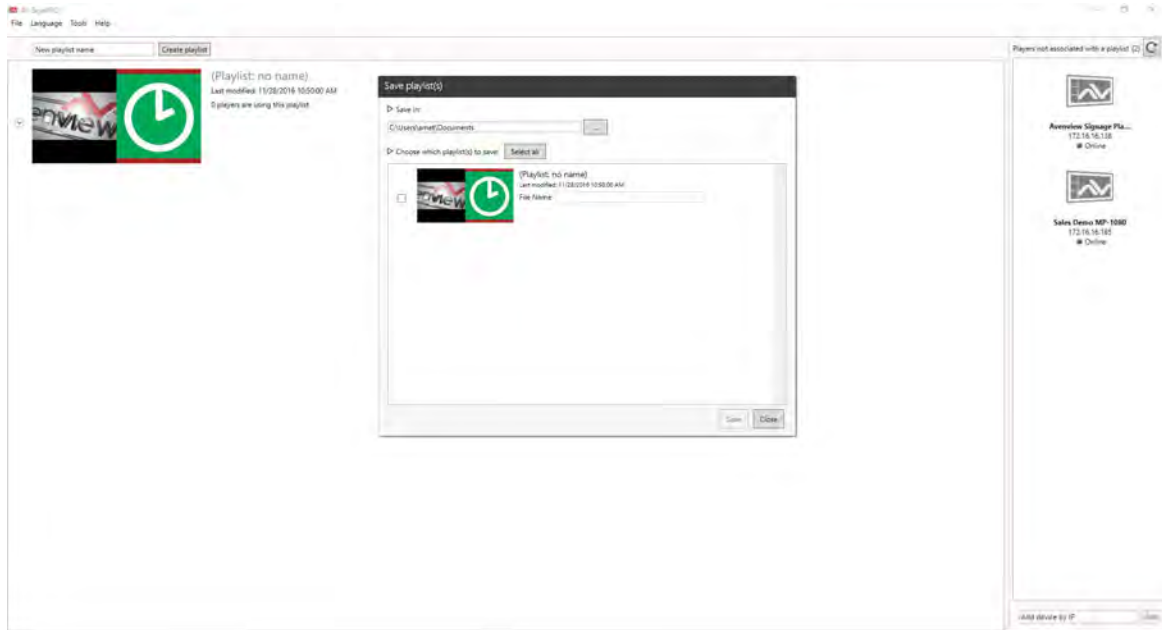 File Language Tools Help
New playlist name Create playlist
Players not associated with a playlist (2)
(Playlist: no name)
Last modified: 11/28/2016 10:50:00 AM
0 players are using this playlist
enview
Save playlist(s)
Save in:
C:\Users\amet\Documents ...
Choose which playlist(s) to save: Select all
(Playlist: no name)
Last modified: 11/28/2016 10:50:00 AM
File Name
Save Close
Avenview Signage Pla...
172.16.16.138
Online
Sales Demo MP-1080
172.16.16.185
Online
Add device by IP